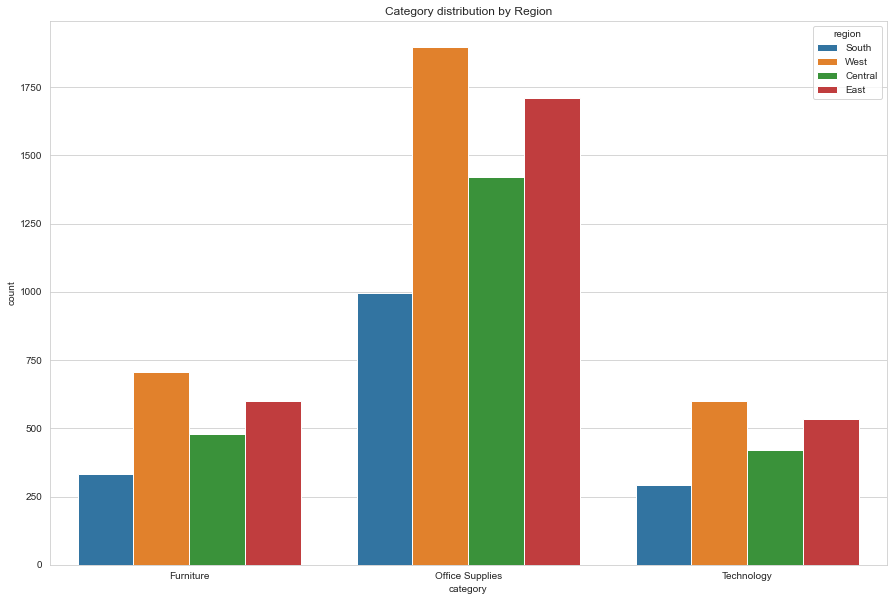 Category distribution by Region
region
South
West
Central
East
count
1750
1500
1250
1000
750
500
250
0
Furniture
Office Supplies
Technology
category